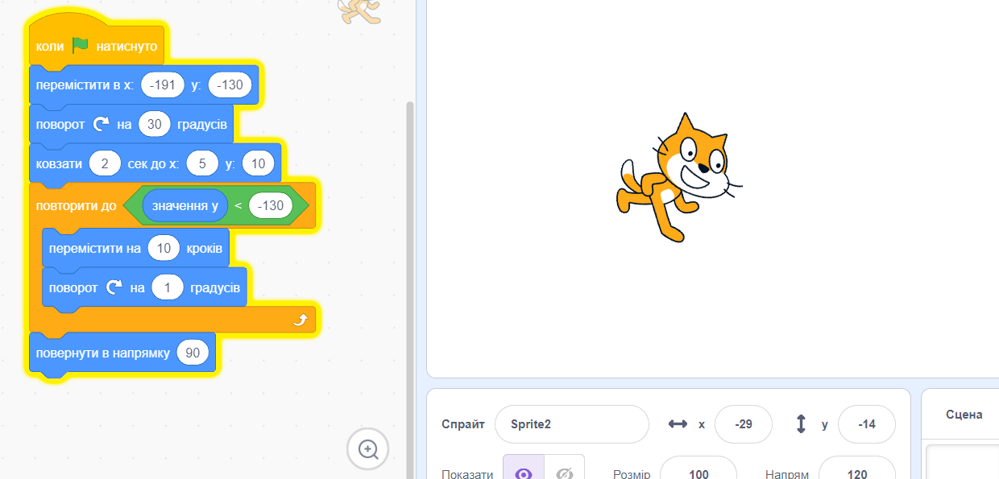 коли натиснуто
перемістити в x: -191 y: -130
поворот на 30 градусів
ковзати 2 сек до x: 5 y: 10
повторити до значення y < -130
перемістити на 10 кроків
поворот на 1 градусів
повернути в напрямку 90
Спрайт Sprite2 x -29 y -14
Показати Розмір 100 Напрям 120
Сцена